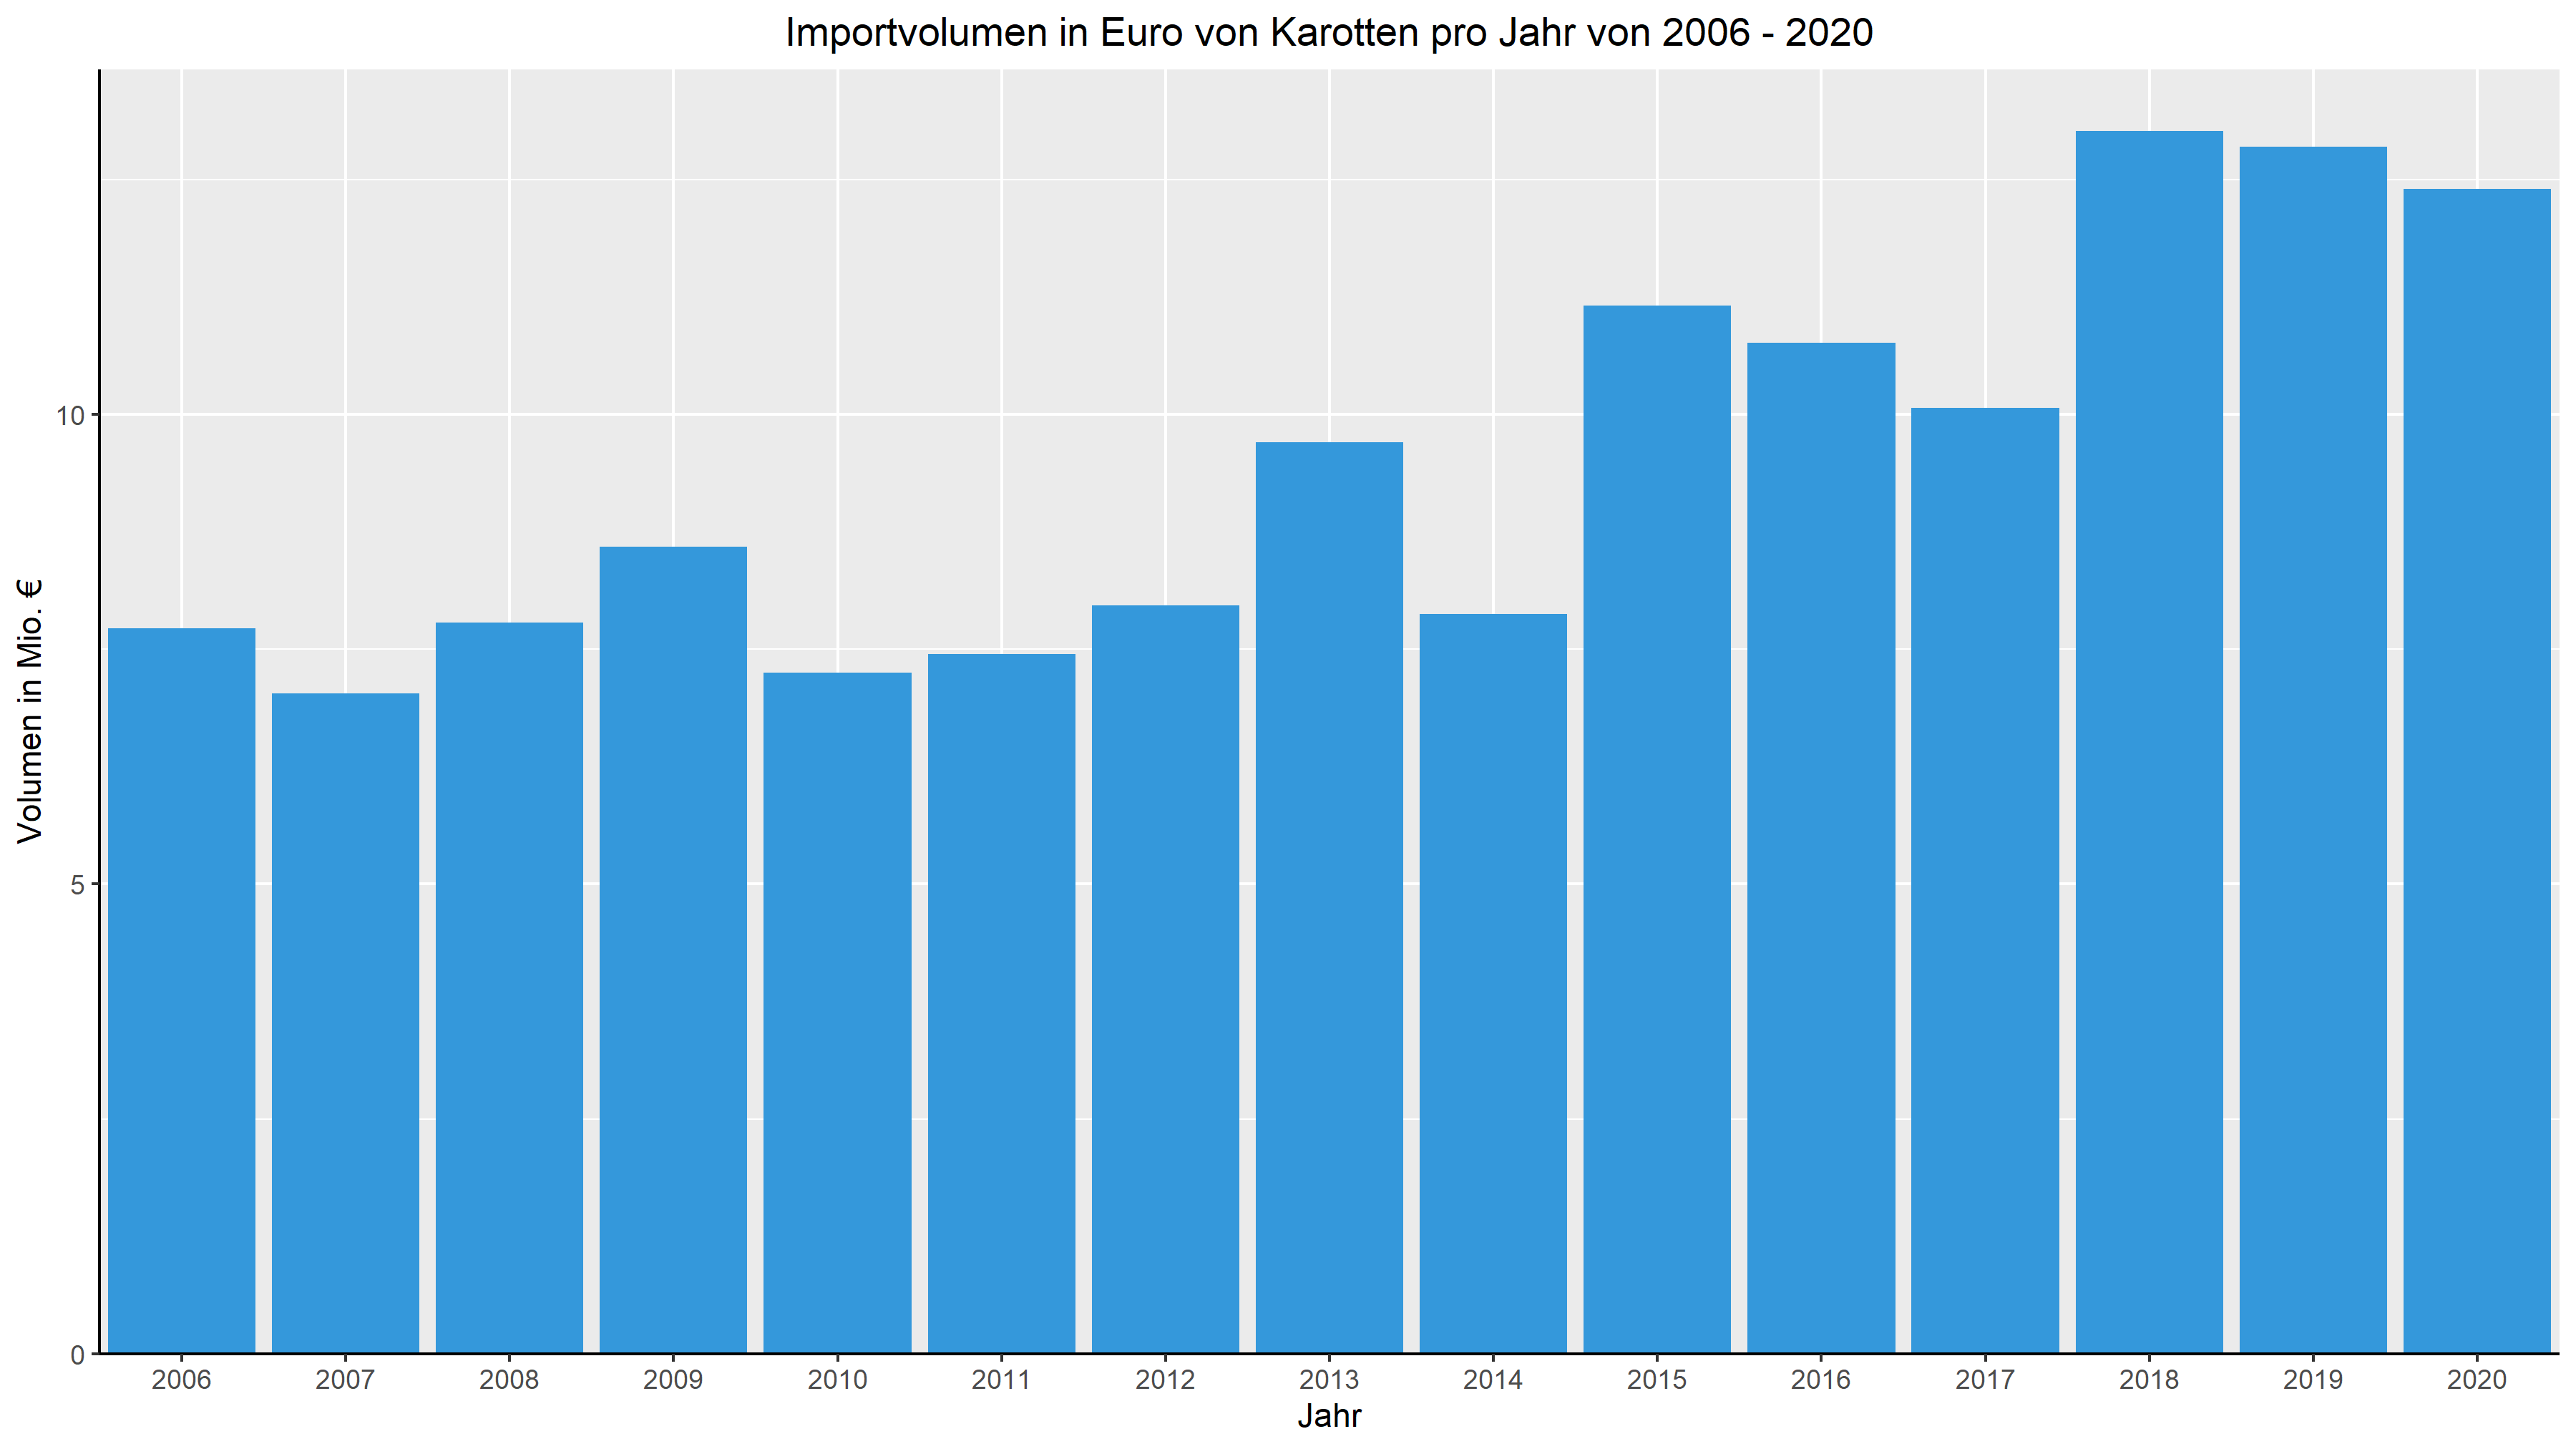 Importvolumen in Euro von Karotten pro Jahr von 2006 - 2020
Volumen in Mio. €
10
5
0
2006 2007 2008 2009 2010 2011 2012 2013 2014 2015 2016 2017 2018 2019 2020
Jahr